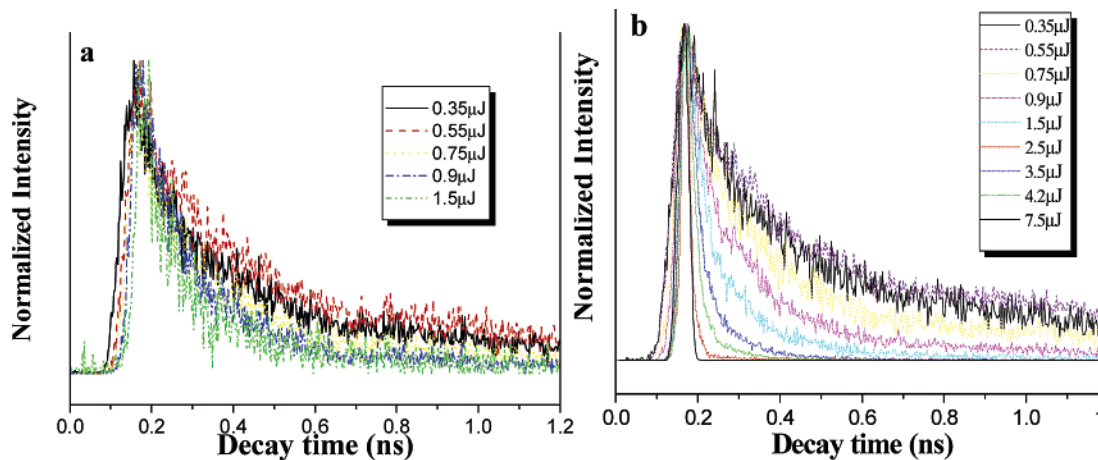 a
Normalized Intensity
0.35μJ
0.55μJ
0.75μJ
0.9μJ
1.5μJ
0.0 0.2 0.4 0.6 0.8 1.0 1.2
Decay time (ns)
b
Normalized Intensity
0.35μJ
0.55μJ
0.75μJ
0.9μJ
1.5μJ
2.5μJ
3.5μJ
4.2μJ
7.5μJ
0.0 0.2 0.4 0.6 0.8 1.0
Decay time (ns)